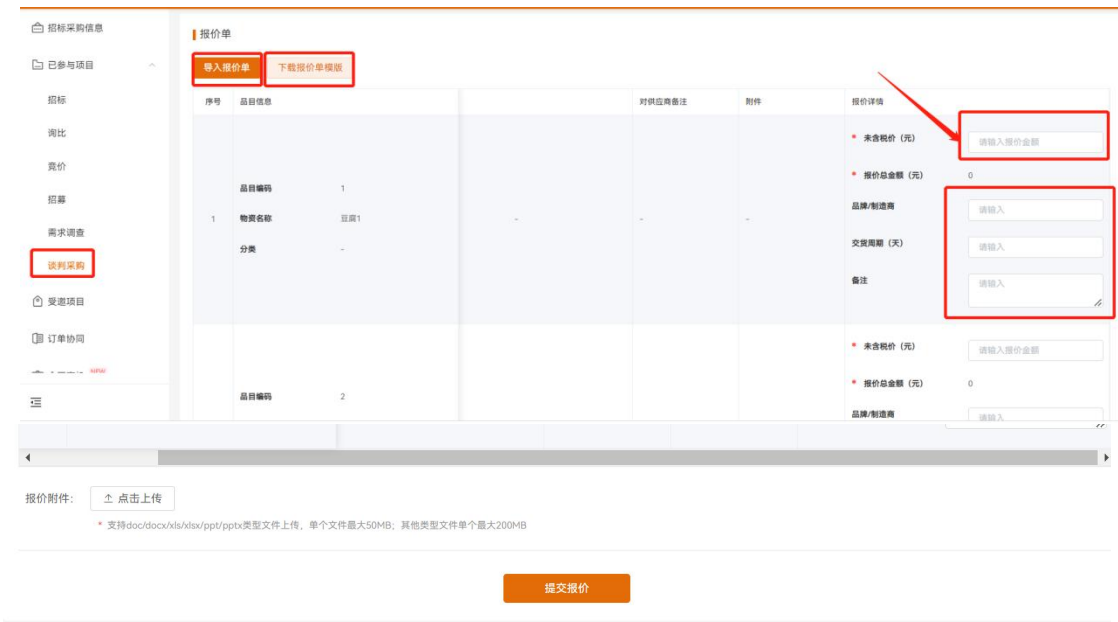 招标采购信息
已参与项目
招标
询比
竞价
招募
需求调查
谈判采购
受邀项目
订单协同
NEW
报价单
导入报价单 下载报价单模版
序号 品目信息 对供应商备注 附件 报价详情
* 未含税价（元） 请输入报价金额
* 报价总金额（元） 0
品目编码 1
品牌/制造商 请输入
1 物资名称 豆腐1 - - -
交货周期（天） 请输入
分类 -
备注 请输入
* 未含税价（元） 请输入报价金额
* 报价总金额（元） 0
品目编码 2
品牌/制造商 请输入
报价附件： 点击上传
* 支持doc/docx/xls/xlsx/ppt/pptx类型文件上传，单个文件最大50MB；其他类型文件单个最大200MB
提交报价